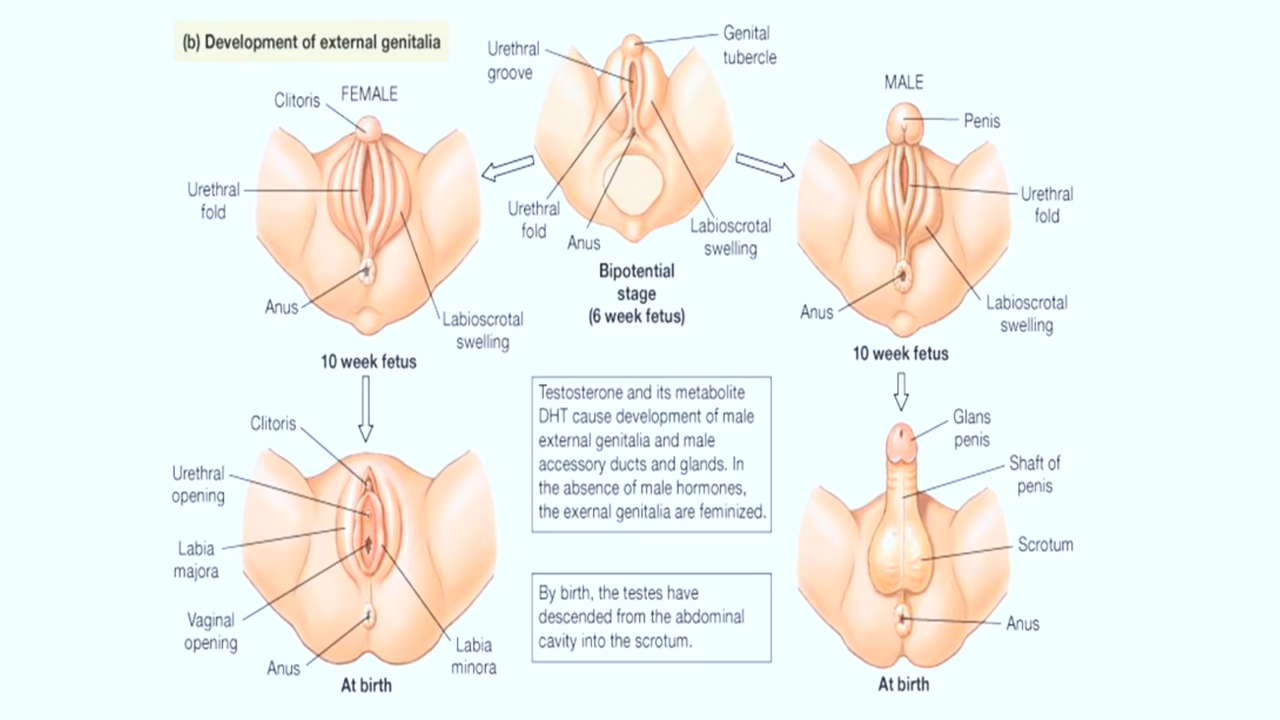 (b) Development of external genitalia
Urethral
groove
Genital
tubercle
Urethral
fold
Anus
Labioscrotal
swelling
Bipotential
stage
(6 week fetus)
FEMALE
Clitoris
Urethral
fold
Anus
Labioscrotal
swelling
10 week fetus
MALE
Penis
Urethral
fold
Anus
Labioscrotal
swelling
10 week fetus
Clitoris
Urethral
opening
Labia
majora
Vaginal
opening
Anus
Labia
minora
At birth
Testosterone and its metabolite
DHT cause development of male
external genitalia and male
accessory ducts and glands. In
the absence of male hormones,
the exernal genitalia are feminized.
By birth, the testes have
descended from the abdominal
cavity into the scrotum.
Glans
penis
Shaft of
penis
Scrotum
Anus
At birth